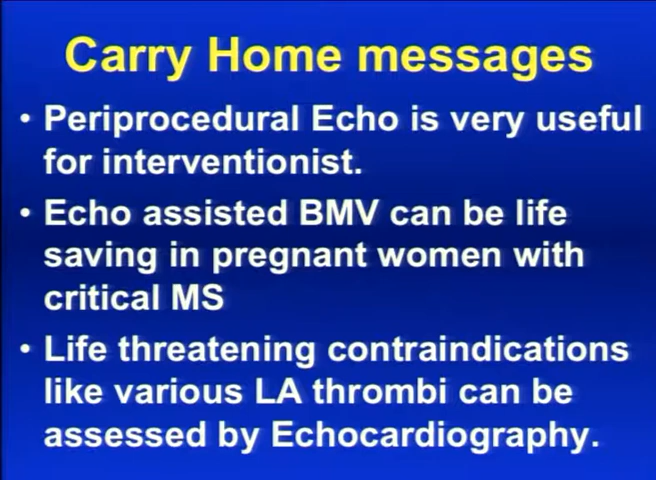 Carry Home messages
• Periprocedural Echo is very useful
for interventionist.
• Echo assisted BMV can be life
saving in pregnant women with
critical MS
• Life threatening contraindications
like various LA thrombi can be
assessed by Echocardiography.